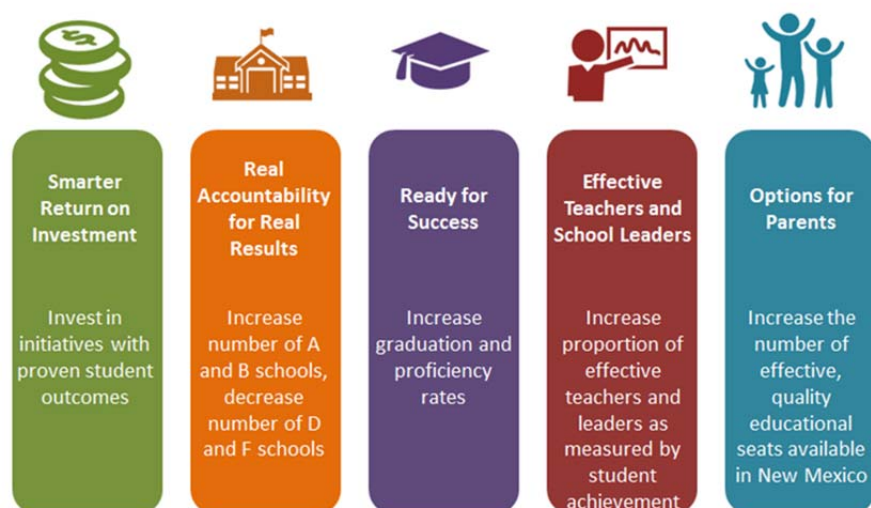 Smarter
Return on
Investment
Invest in
initiatives with
proven student
outcomes
Real
Accountability
for Real
Results
Increase
number of A
and B schools,
decrease
number of D
and F schools
Ready for
Success
Increase
graduation and
proficiency
rates
Effective
Teachers and
School Leaders
Increase
proportion of
effective
teachers and
leaders as
measured by
student
achievement
Options for
Parents
Increase the
number of
effective,
quality
educational
seats available
in New Mexico